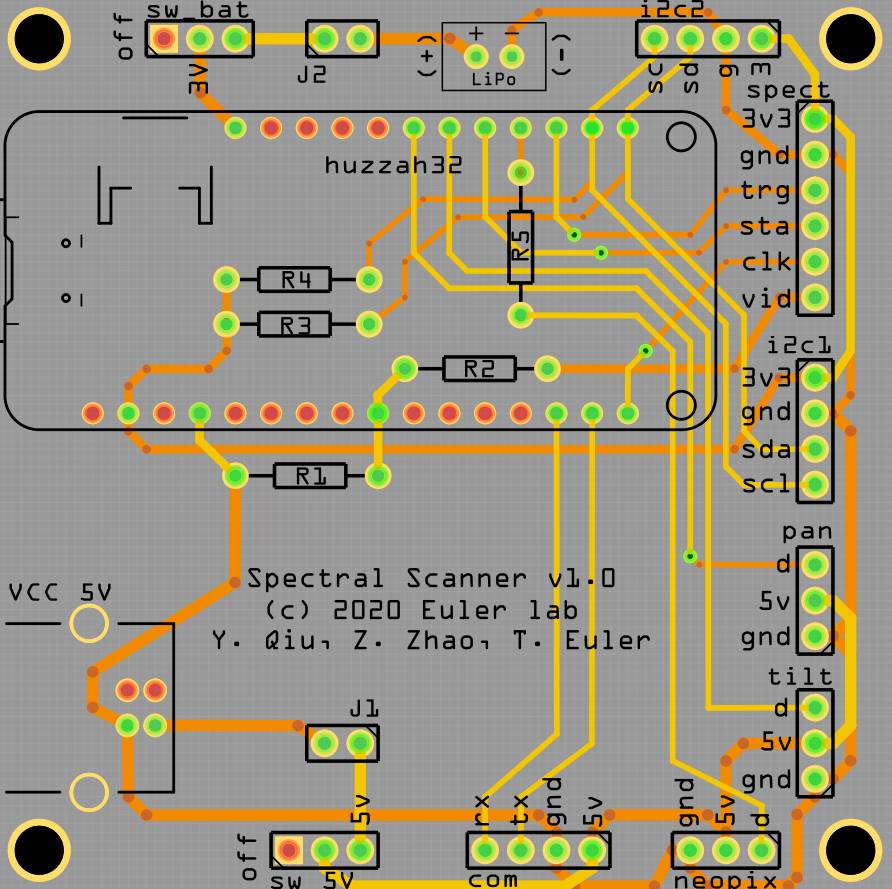 sw_bat
i2c2
off
3V
J2
(+)
+ -
LiPo
(-)
sc
sd
g
m
spect
3v3
gnd
trg
sta
clk
vid
huzzah32
R5
R4
R3
R2
R1
i2c1
3v3
gnd
sda
scl
pan
d
5v
gnd
VCC 5V
Spectral Scanner v1.0
(c) 2020 Euler lab
Y. Qiu, Z. Zhao, T. Euler
tilt
d
5v
gnd
J1
5v
off
sw 5V
rx
tx
gnd
5v
com
gnd
5v
d
neopix